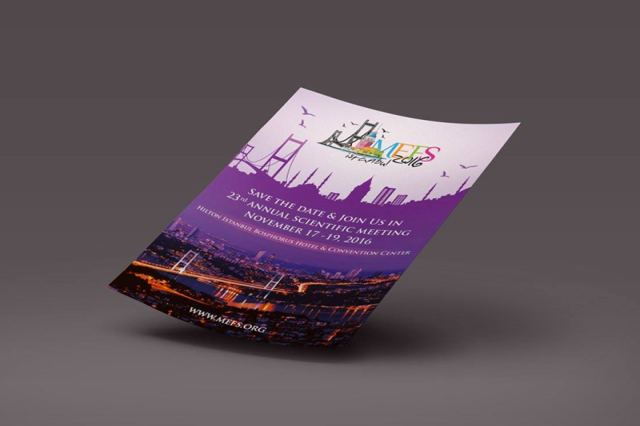 MEFS
Istanbul 2016
Save the date & Join Us in
23rd Annual Scientific Meeting
November 17 -19, 2016
Hilton Istanbul Bosphorus Hotel & Convention Center
www.mefs.org